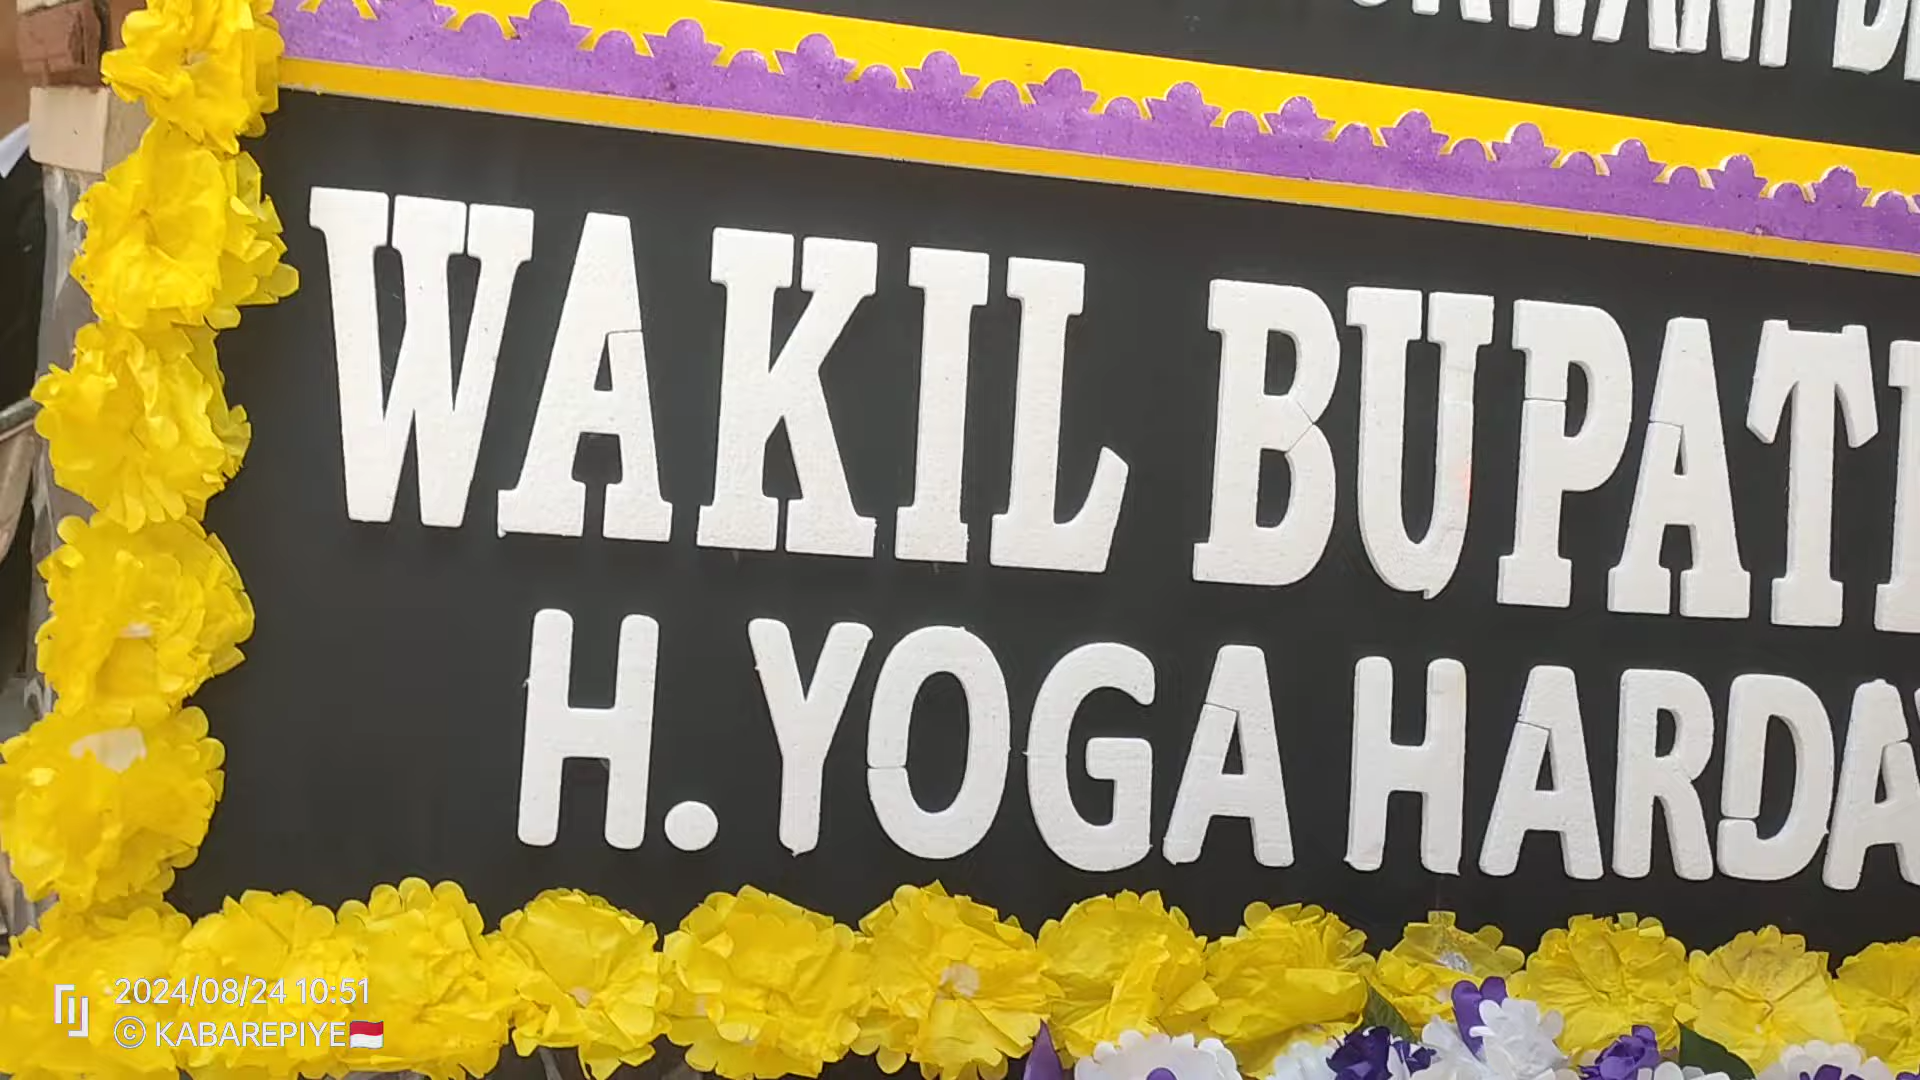 WAKIL BUPATI
H. YOGA HARDA
2024/08/24 10:51
© KABAREPIYE🇮🇩